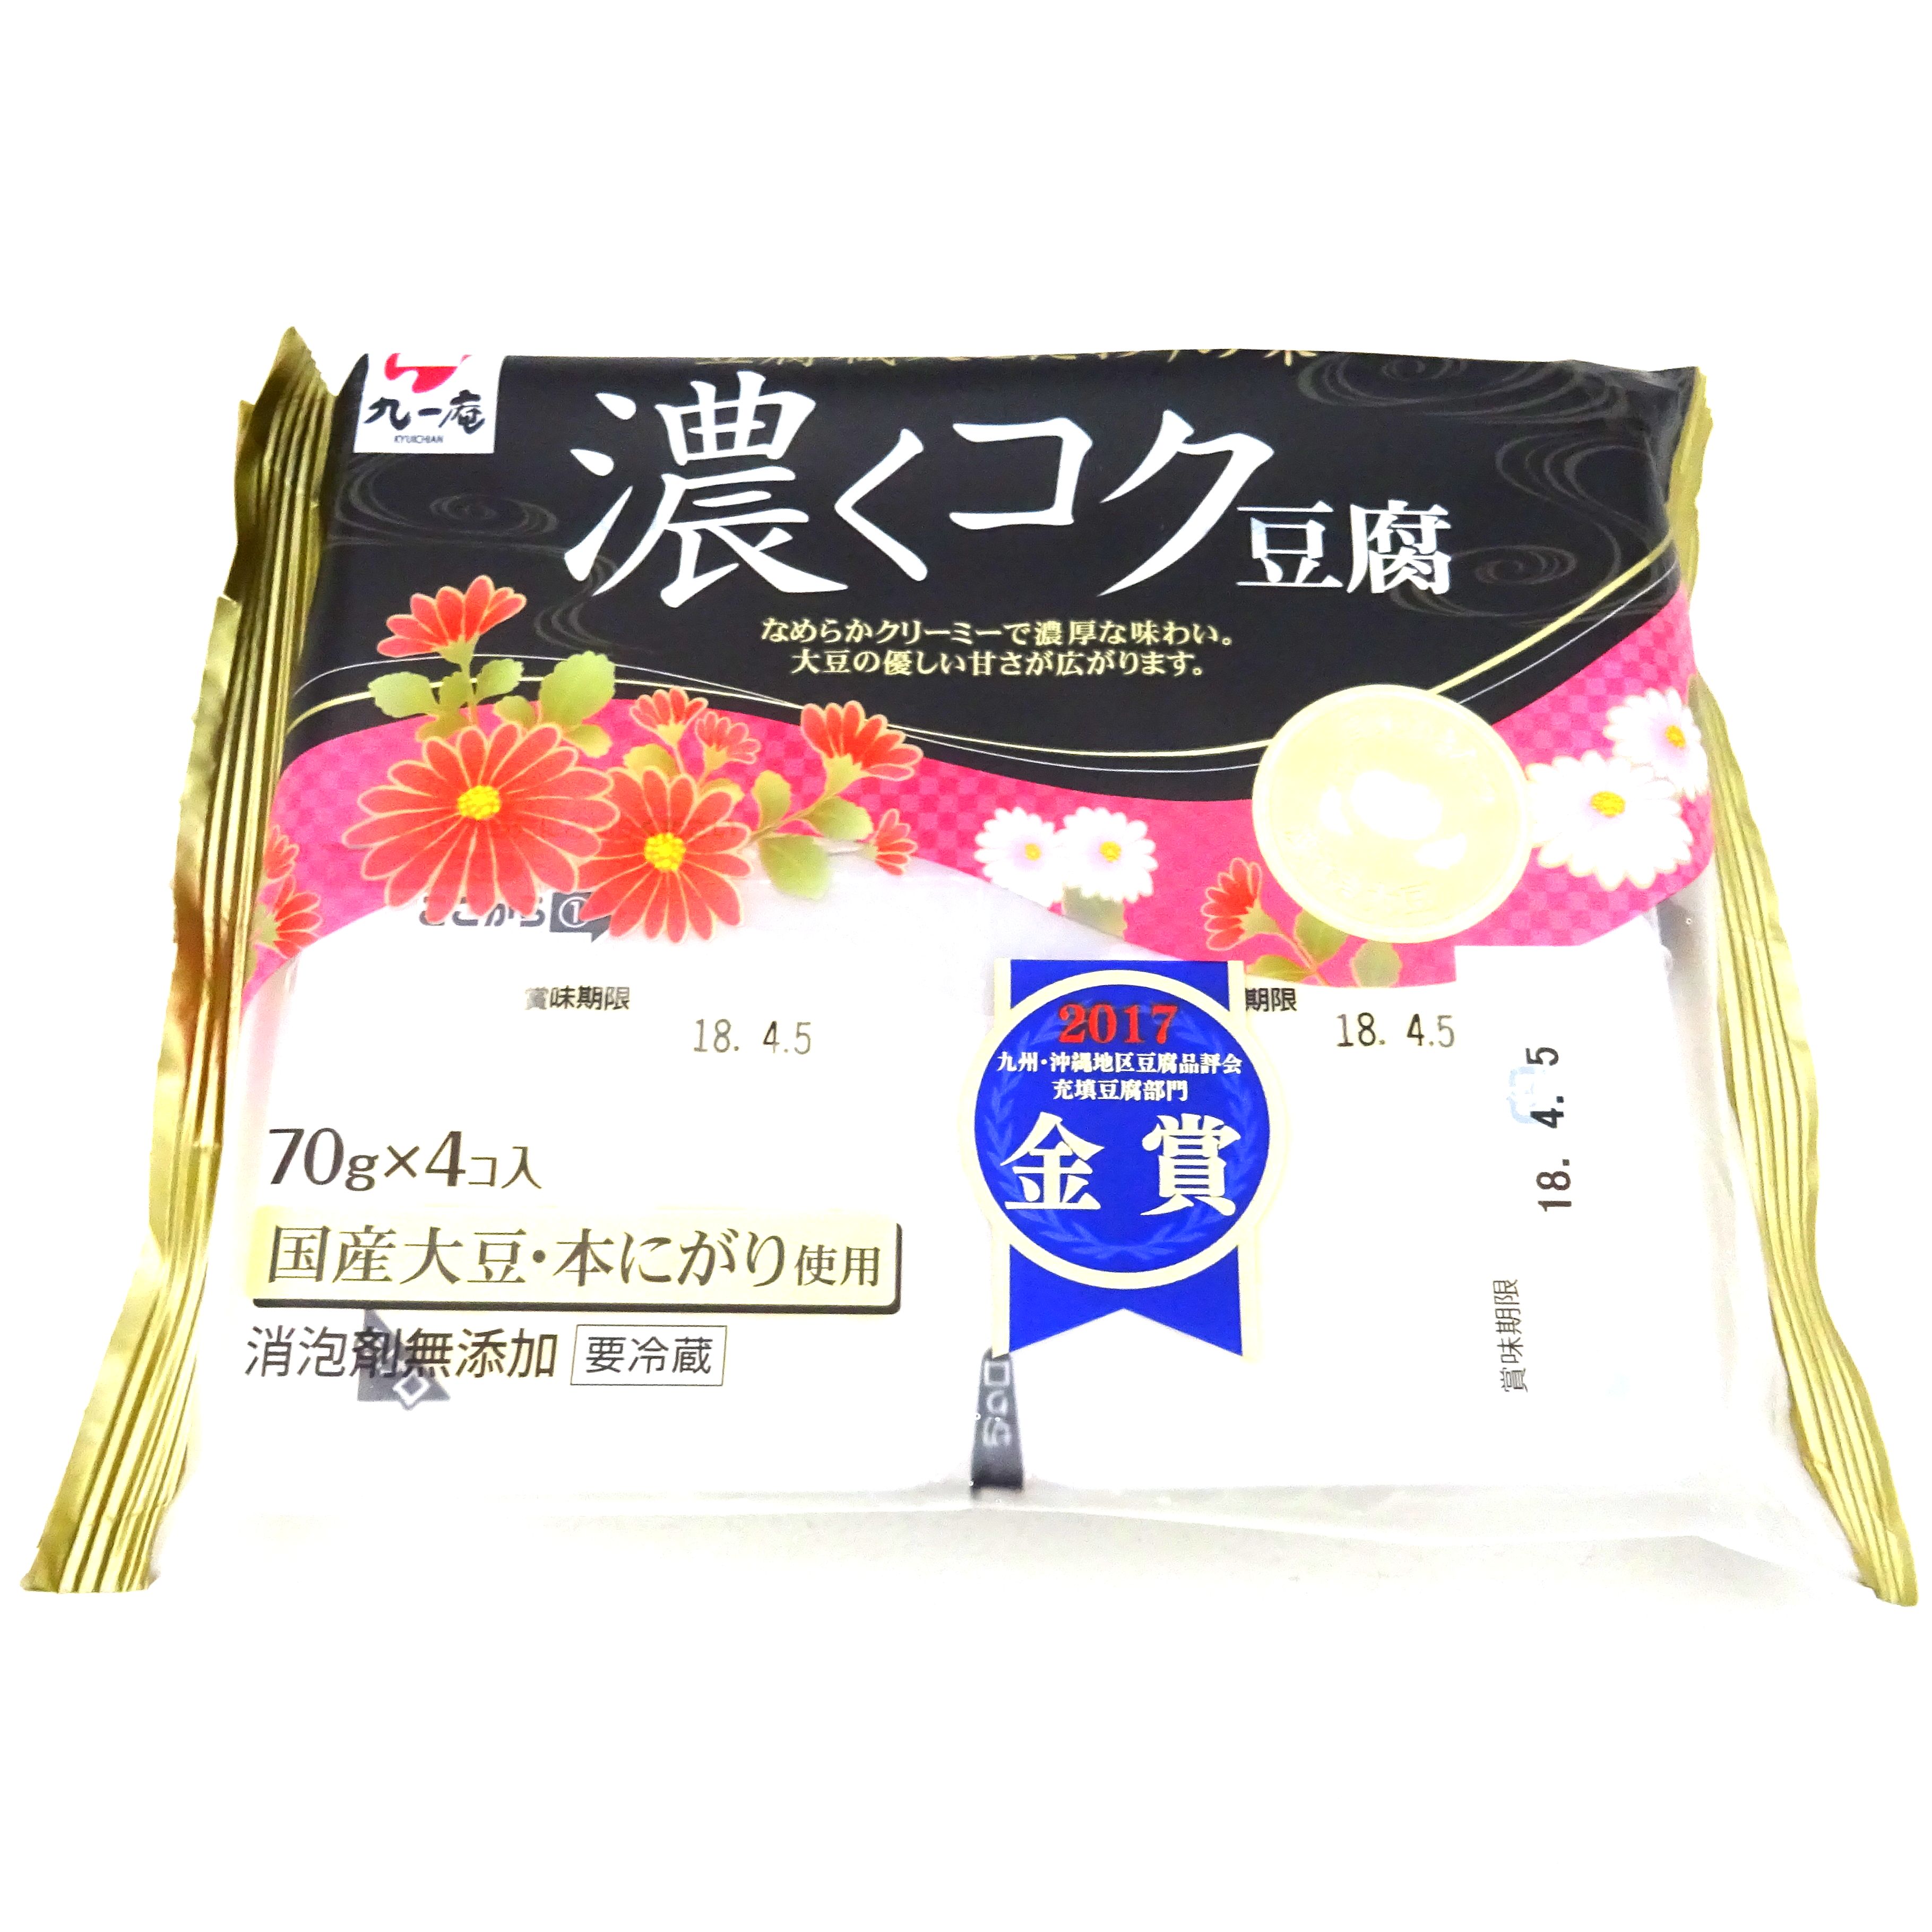 九一庵
KYUICHIAN
濃くコク豆腐
なめらかクリーミーで濃厚な味わい。
大豆の優しい甘さが広がります。
ここから①
賞味期限
18. 4.5
2017
九州・沖縄地区豆腐品評会
充填豆腐部門
金賞
期限
18. 4.5
18. 4. 5
賞味期限
70g×4コ入
国産大豆・本にがり使用
消泡剤無添加 要冷蔵